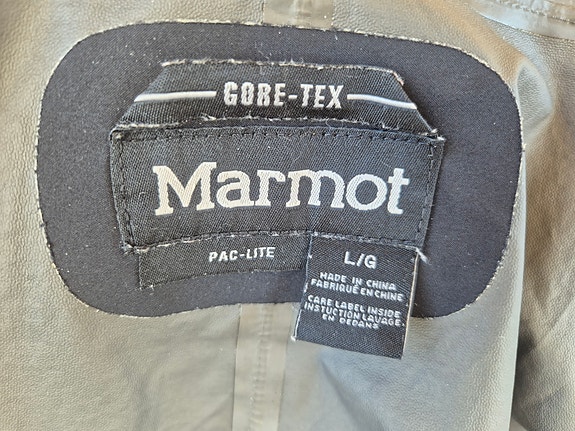 GORE-TEX
Marmot
PAC-LITE
L/G
MADE IN CHINA
FABRIQUÉ EN CHINE
CARE LABEL INSIDE
INSTUCTION LAVAGE
EN DEDANS